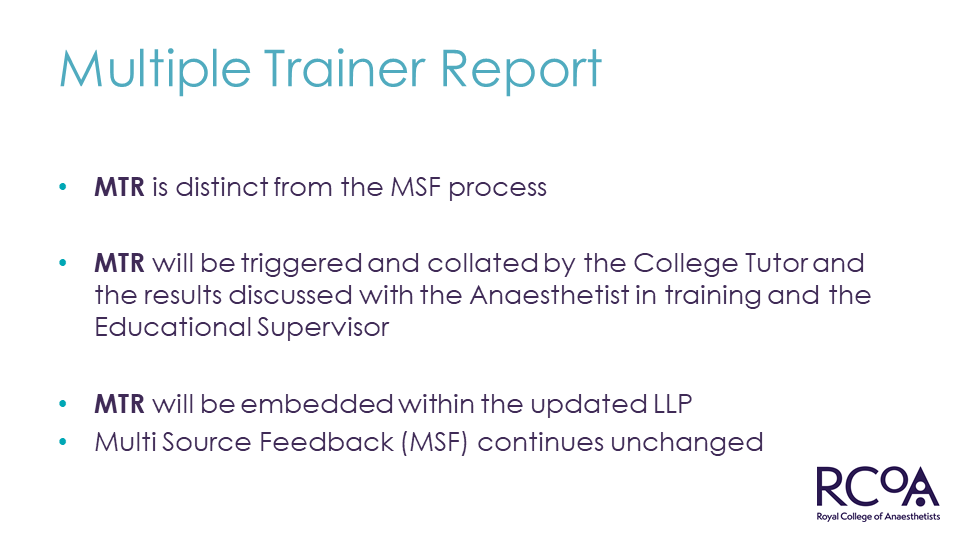 Multiple Trainer Report
• MTR is distinct from the MSF process
• MTR will be triggered and collated by the College Tutor and
the results discussed with the Anaesthetist in training and the
Educational Supervisor
• MTR will be embedded within the updated LLP
• Multi Source Feedback (MSF) continues unchanged
RCOA
Royal College of Anaesthetists